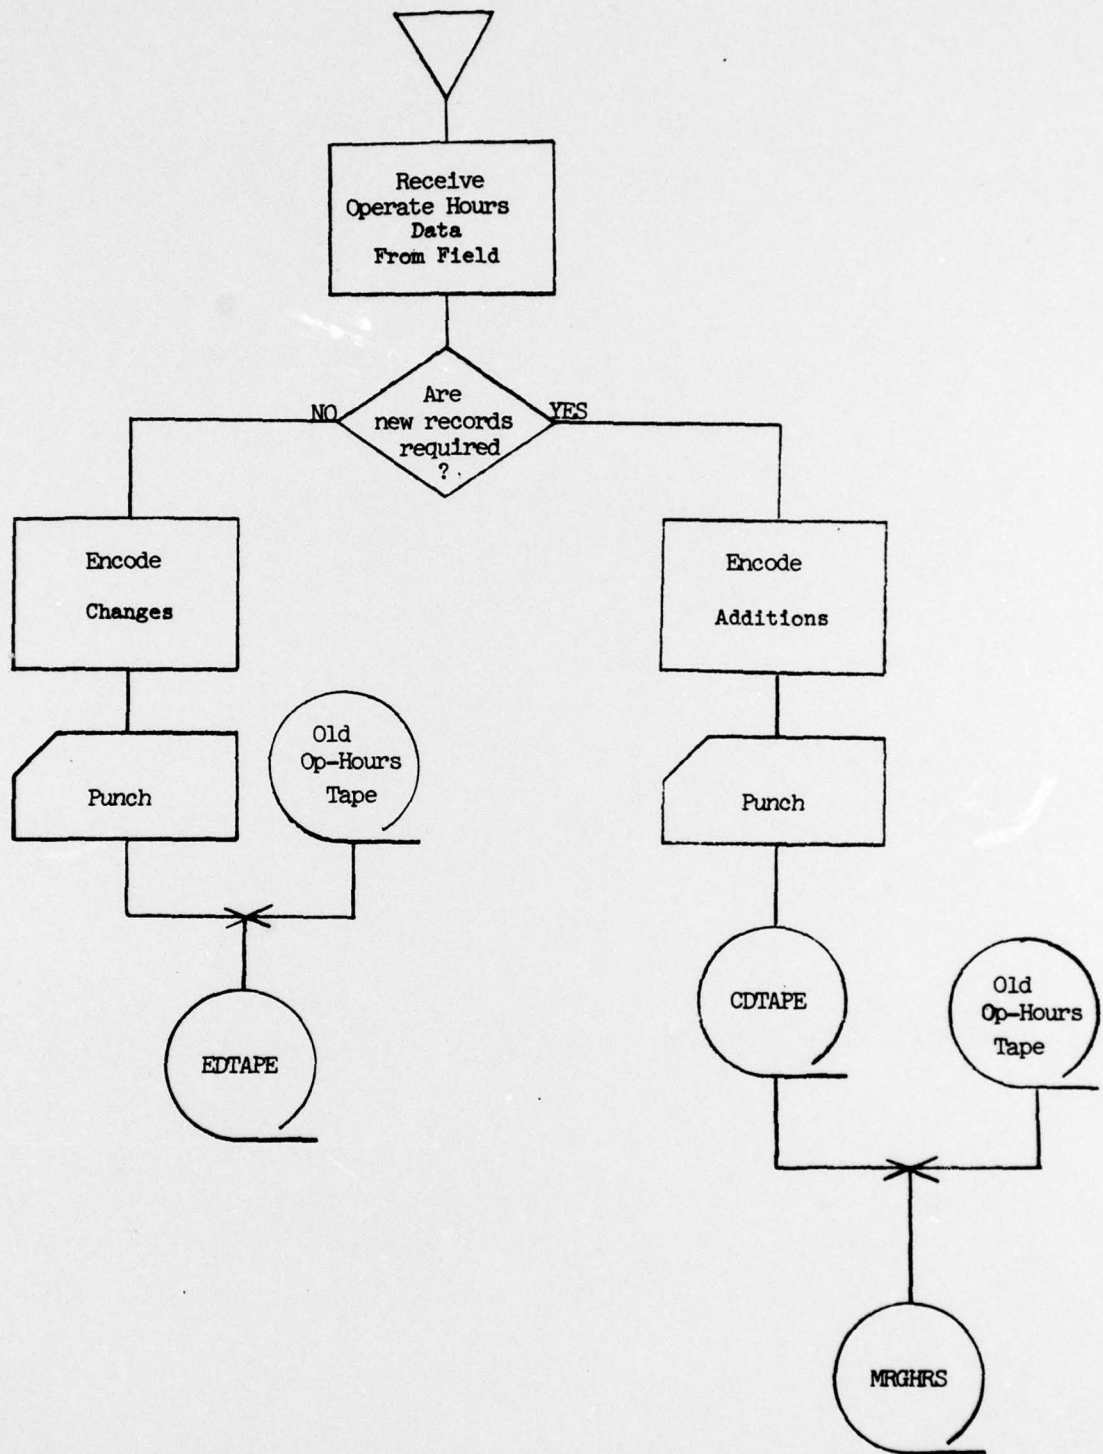 Receive
Operate Hours
Data
From Field
Are
new records
required
?
NO
YES
Encode
Changes
Encode
Additions
Punch
Old
Op-Hours
Tape
Punch
EDTAPE
CDTAPE
Old
Op-Hours
Tape
MRGHRS